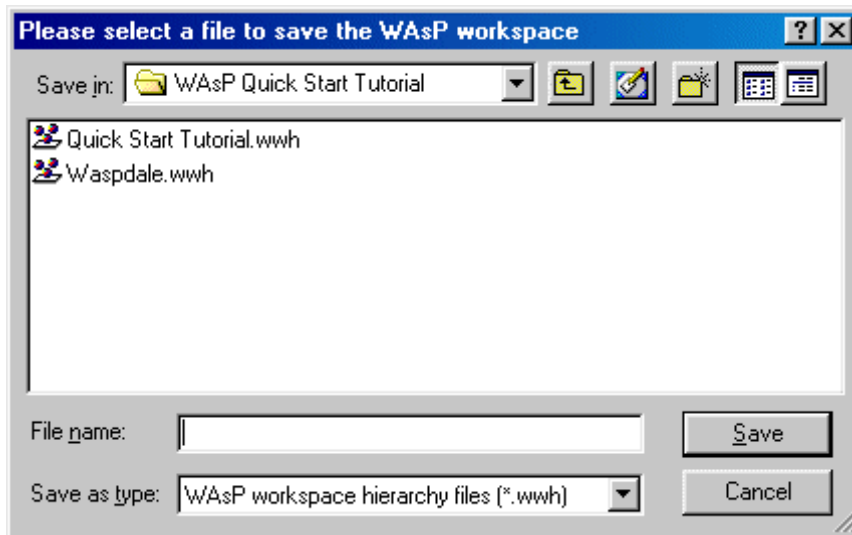 Please select a file to save the WAsP workspace
Save in: WAsP Quick Start Tutorial
Quick Start Tutorial.wwh
Waspdale.wwh
File name:
Save
Save as type: WAsP workspace hierarchy files (*.wwh)
Cancel